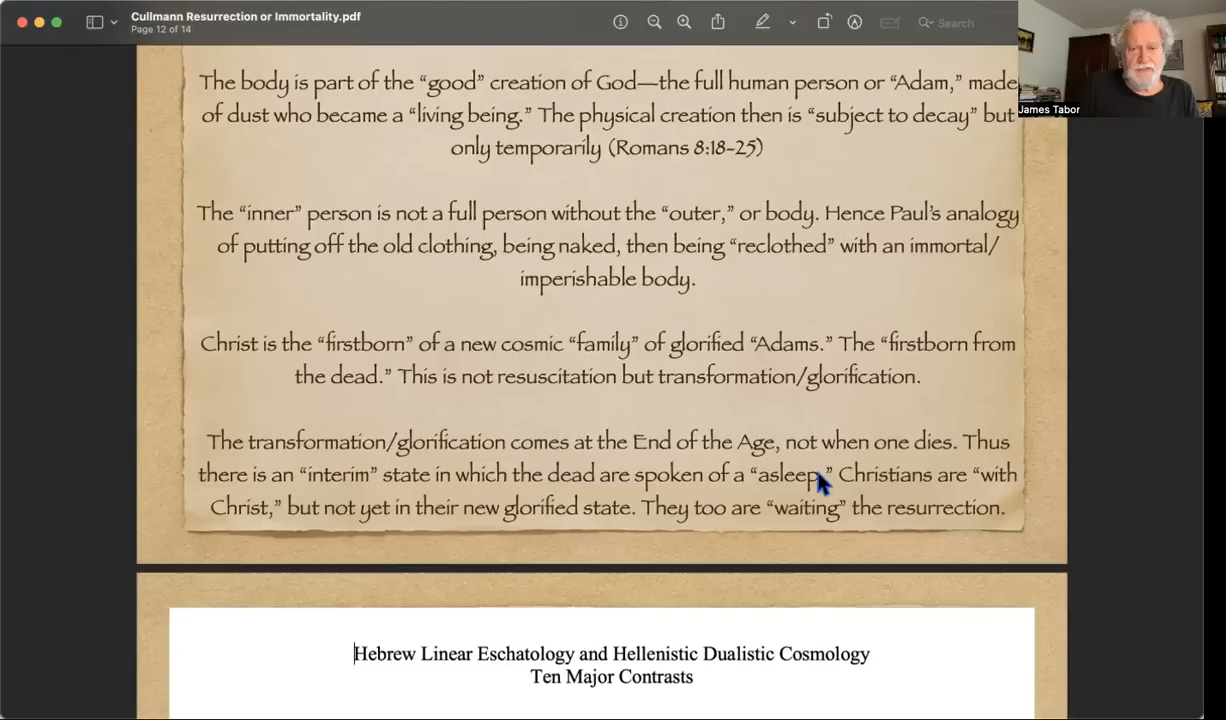 Cullmann Resurrection or Immortality.pdf
Page 12 of 14
Search
James Tabor
The body is part of the “good” creation of God—the full human person or “Adam,” made
of dust who became a “living being.” The physical creation then is “subject to decay” but
only temporarily (Romans 8:18-25)
The “inner” person is not a full person without the “outer,” or body. Hence Paul’s analogy
of putting off the old clothing, being naked, then being “reclothed” with an immortal/
imperishable body.
Christ is the “firstborn” of a new cosmic “family” of glorified “Adams.” The “firstborn from
the dead.” This is not resuscitation but transformation/glorification.
The transformation/glorification comes at the End of the Age, not when one dies. Thus
there is an “interim” state in which the dead are spoken of a “asleep.” Christians are “with
Christ,” but not yet in their new glorified state. They too are “waiting” the resurrection.
Hebrew Linear Eschatology and Hellenistic Dualistic Cosmology
Ten Major Contrasts